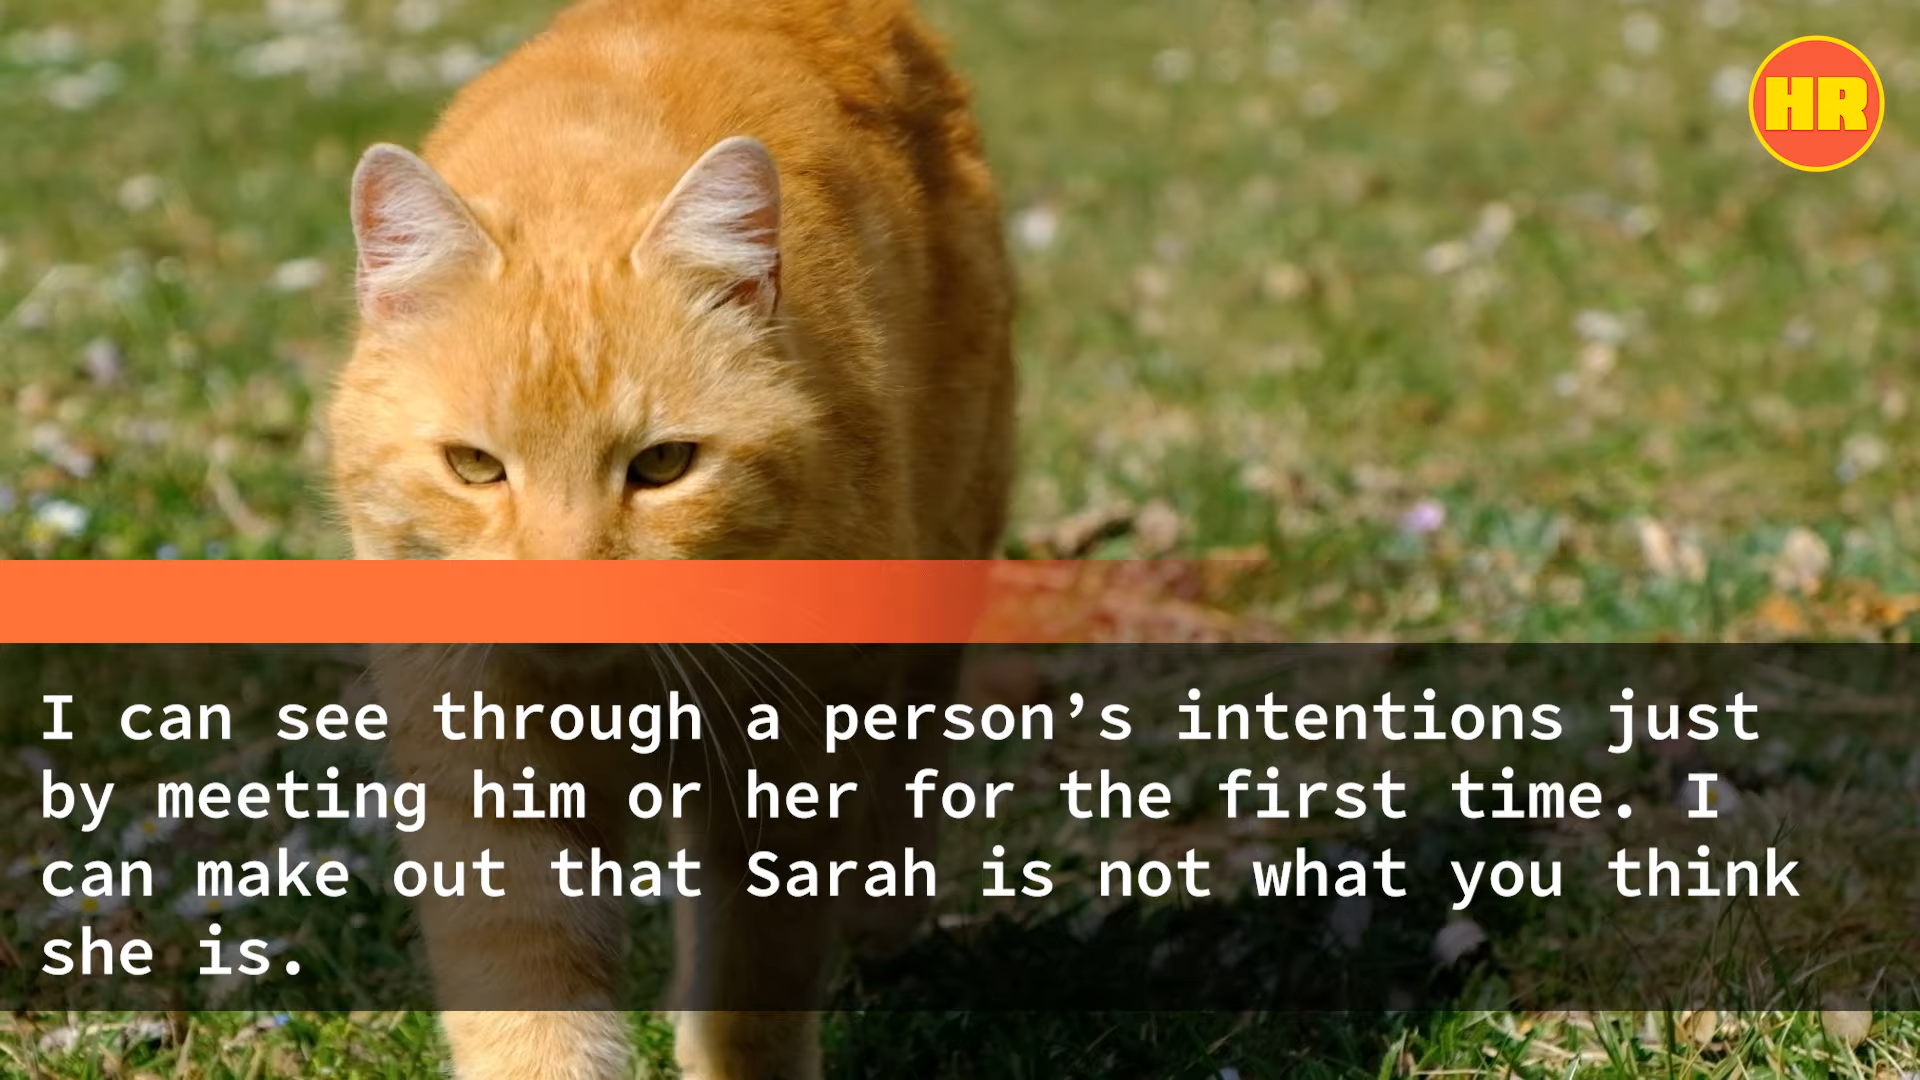 HR
I can see through a person’s intentions just
by meeting him or her for the first time. I
can make out that Sarah is not what you think
she is.